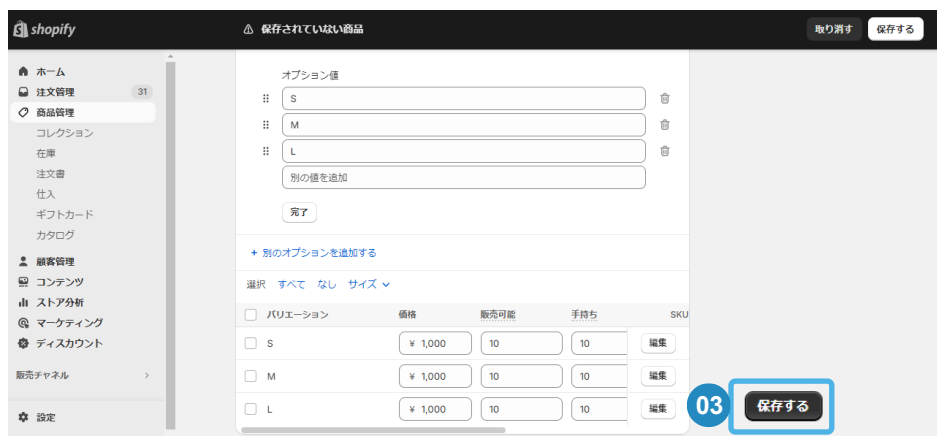 shopify
保存されていない商品
取り消す 保存する
ホーム
注文管理 31
商品管理
コレクション
在庫
注文書
仕入
ギフトカード
カタログ
顧客管理
コンテンツ
ストア分析
マーケティング
ディスカウント
販売チャネル
設定
オプション値
S
M
L
別の値を追加
完了
+ 別のオプションを追加する
選択 すべて なし サイズ
バリエーション 価格 販売可能 手持ち SKU
S ¥ 1,000 10 10 編集
M ¥ 1,000 10 10 編集
L ¥ 1,000 10 10 編集
03 保存する